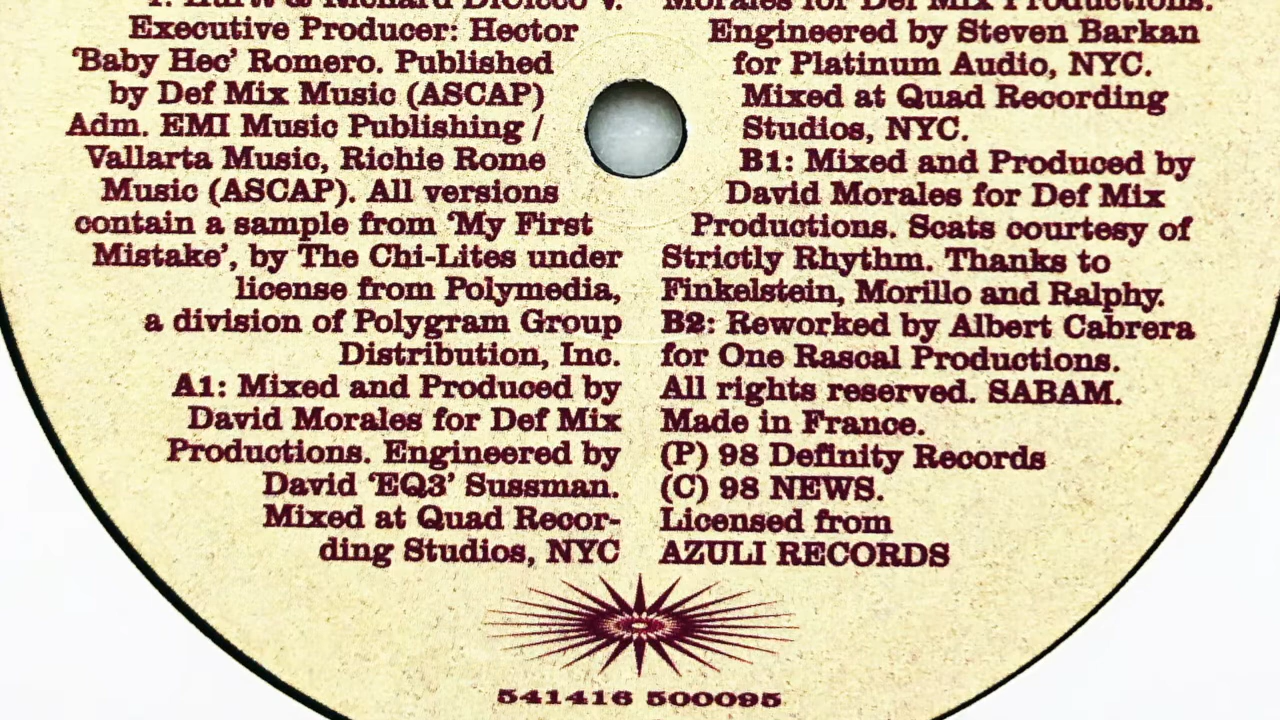 Executive Producer: Hector
'Baby Hec' Romero. Published
by Def Mix Music (ASCAP)
Adm. EMI Music Publishing /
Vallarta Music, Richie Rome
Music (ASCAP). All versions
contain a sample from 'My First
Mistake', by The Chi-Lites under
license from Polymedia,
a division of Polygram Group
Distribution, Inc.
A1: Mixed and Produced by
David Morales for Def Mix
Productions. Engineered by
David 'EQ3' Sussman.
Mixed at Quad Recor-
ding Studios, NYC
Morales for Def Mix Productions.
Engineered by Steven Barkan
for Platinum Audio, NYC.
Mixed at Quad Recording
Studios, NYC.
B1: Mixed and Produced by
David Morales for Def Mix
Productions. Scats courtesy of
Strictly Rhythm. Thanks to
Finkelstein, Morillo and Ralphy.
B2: Reworked by Albert Cabrera
for One Rascal Productions.
All rights reserved. SABAM.
Made in France.
(P) 98 Definity Records
(C) 98 NEWS.
Licensed from
AZULI RECORDS
541416 500095